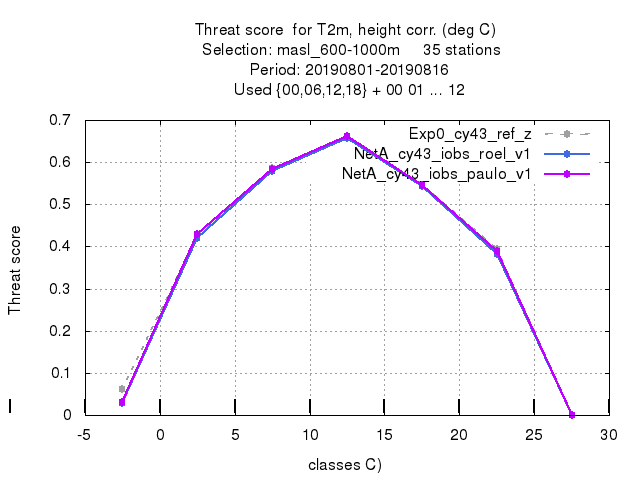 Threat score  for T2m, height corr. (deg C)
Selection: masl_600-1000m     35 stations
Period: 20190801-20190816
Used {00,06,12,18} + 00 01 ... 12
Exp0_cy43_ref_z
NetA_cy43_iobs_roel_v1
NetA_cy43_iobs_paulo_v1
0.7
0.6
0.5
0.4
0.3
0.2
0.1
0
Threat score
-5 0 5 10 15 20 25 30
classes C)